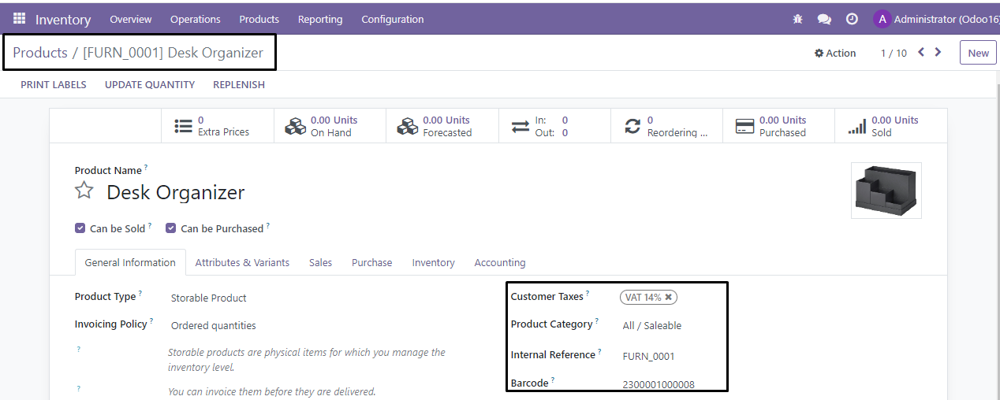 Inventory Overview Operations Products Reporting Configuration A Administrator (Odoo16)
Products / [FURN_0001] Desk Organizer Action 1 / 10 New
PRINT LABELS UPDATE QUANTITY REPLENISH
0 0.00 Units 0.00 Units In: 0 0 0.00 Units 0.00 Units
Extra Prices On Hand Forecasted Out: 0 Reordering ... Purchased Sold
Product Name ?
Desk Organizer
Can be Sold ? Can be Purchased ?
General Information Attributes & Variants Sales Purchase Inventory Accounting
Product Type ? Storable Product Customer Taxes ? VAT 14% ✖
Invoicing Policy ? Ordered quantities Product Category ? All / Saleable
? Storable products are physical items for which you manage the
inventory level.
Internal Reference ? FURN_0001
? You can invoice them before they are delivered.
Barcode ? 2300001000008